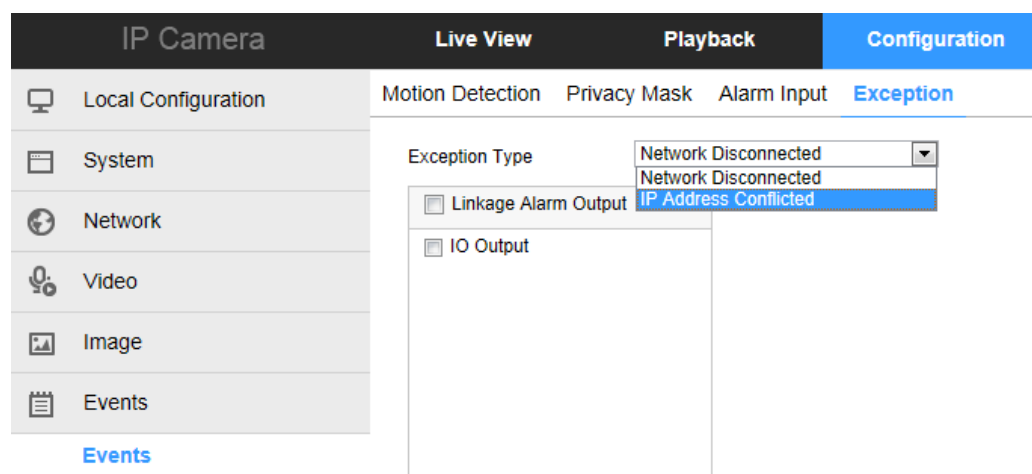 IP Camera
Live View
Playback
Configuration
Local Configuration
System
Network
Video
Image
Events
Events
Motion Detection
Privacy Mask
Alarm Input
Exception
Exception Type
Network Disconnected
Network Disconnected
IP Address Conflicted
Linkage Alarm Output
IO Output